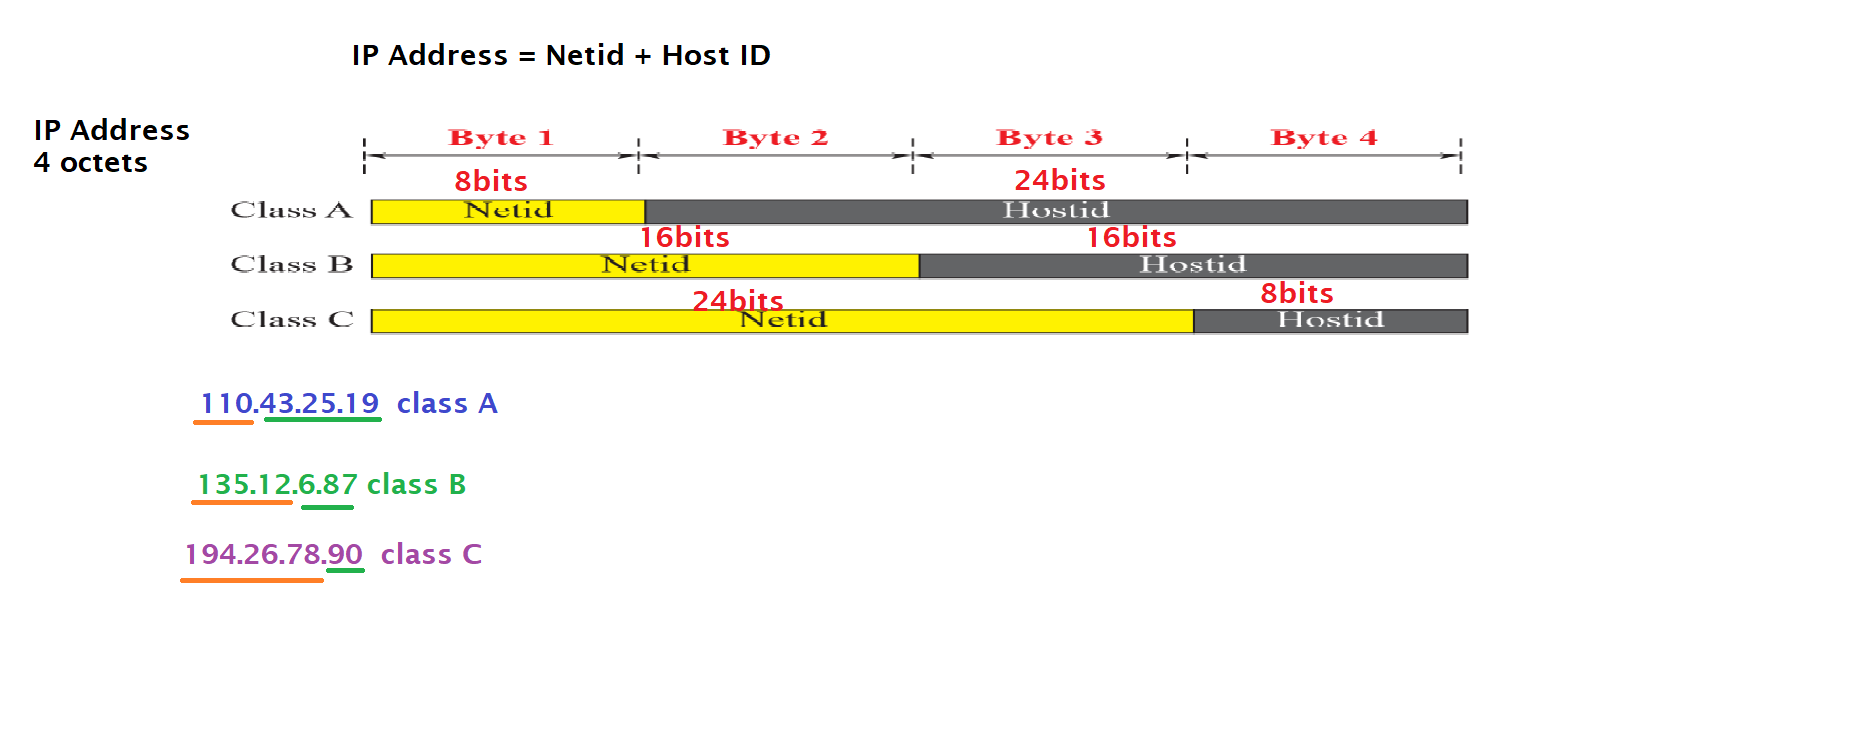 IP Address = Netid + Host ID
IP Address
4 octets
Byte 1 Byte 2 Byte 3 Byte 4
8bits 24bits
Class A Netid Hostid
16bits 16bits
Class B Netid Hostid
24bits 8bits
Class C Netid Hostid
110.43.25.19 class A
135.12.6.87 class B
194.26.78.90 class C